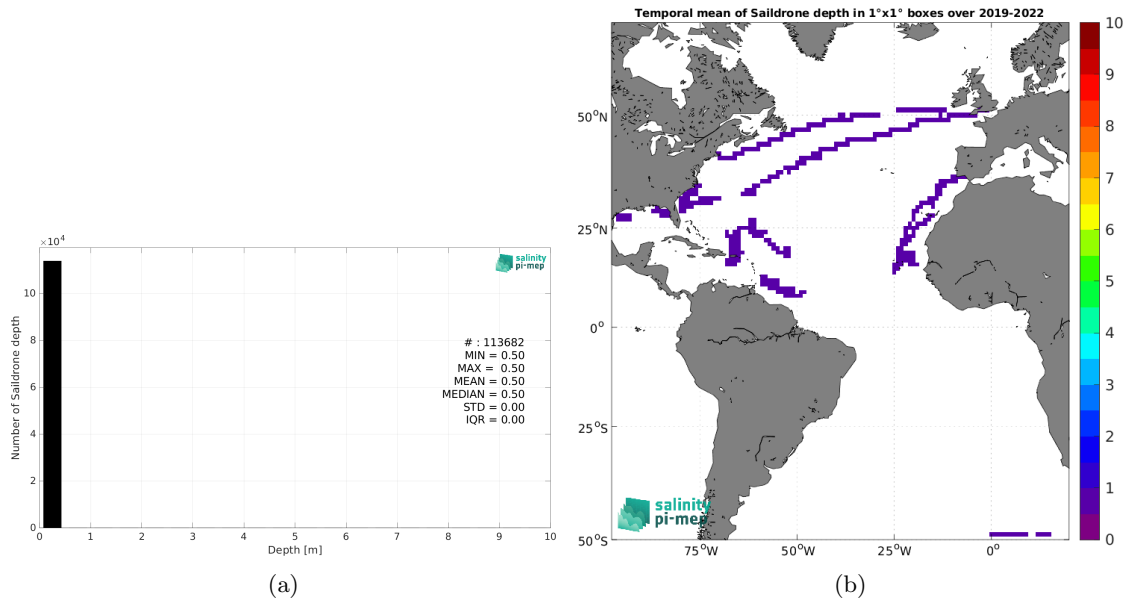 ×10⁴
10
8
6
4
2
0
Number of Saildrone depth
salinity
pi-mep
# : 113682
MIN = 0.50
MAX = 0.50
MEAN = 0.50
MEDIAN = 0.50
STD = 0.00
IQR = 0.00
0 1 2 3 4 5 6 7 8 9 10
Depth [m]
(a)
Temporal mean of Saildrone depth in 1°x1° boxes over 2019-2022
50°N
25°N
0°
25°S
50°S
75°W 50°W 25°W 0°
salinity
pi-mep
10
9
8
7
6
5
4
3
2
1
0
(b)